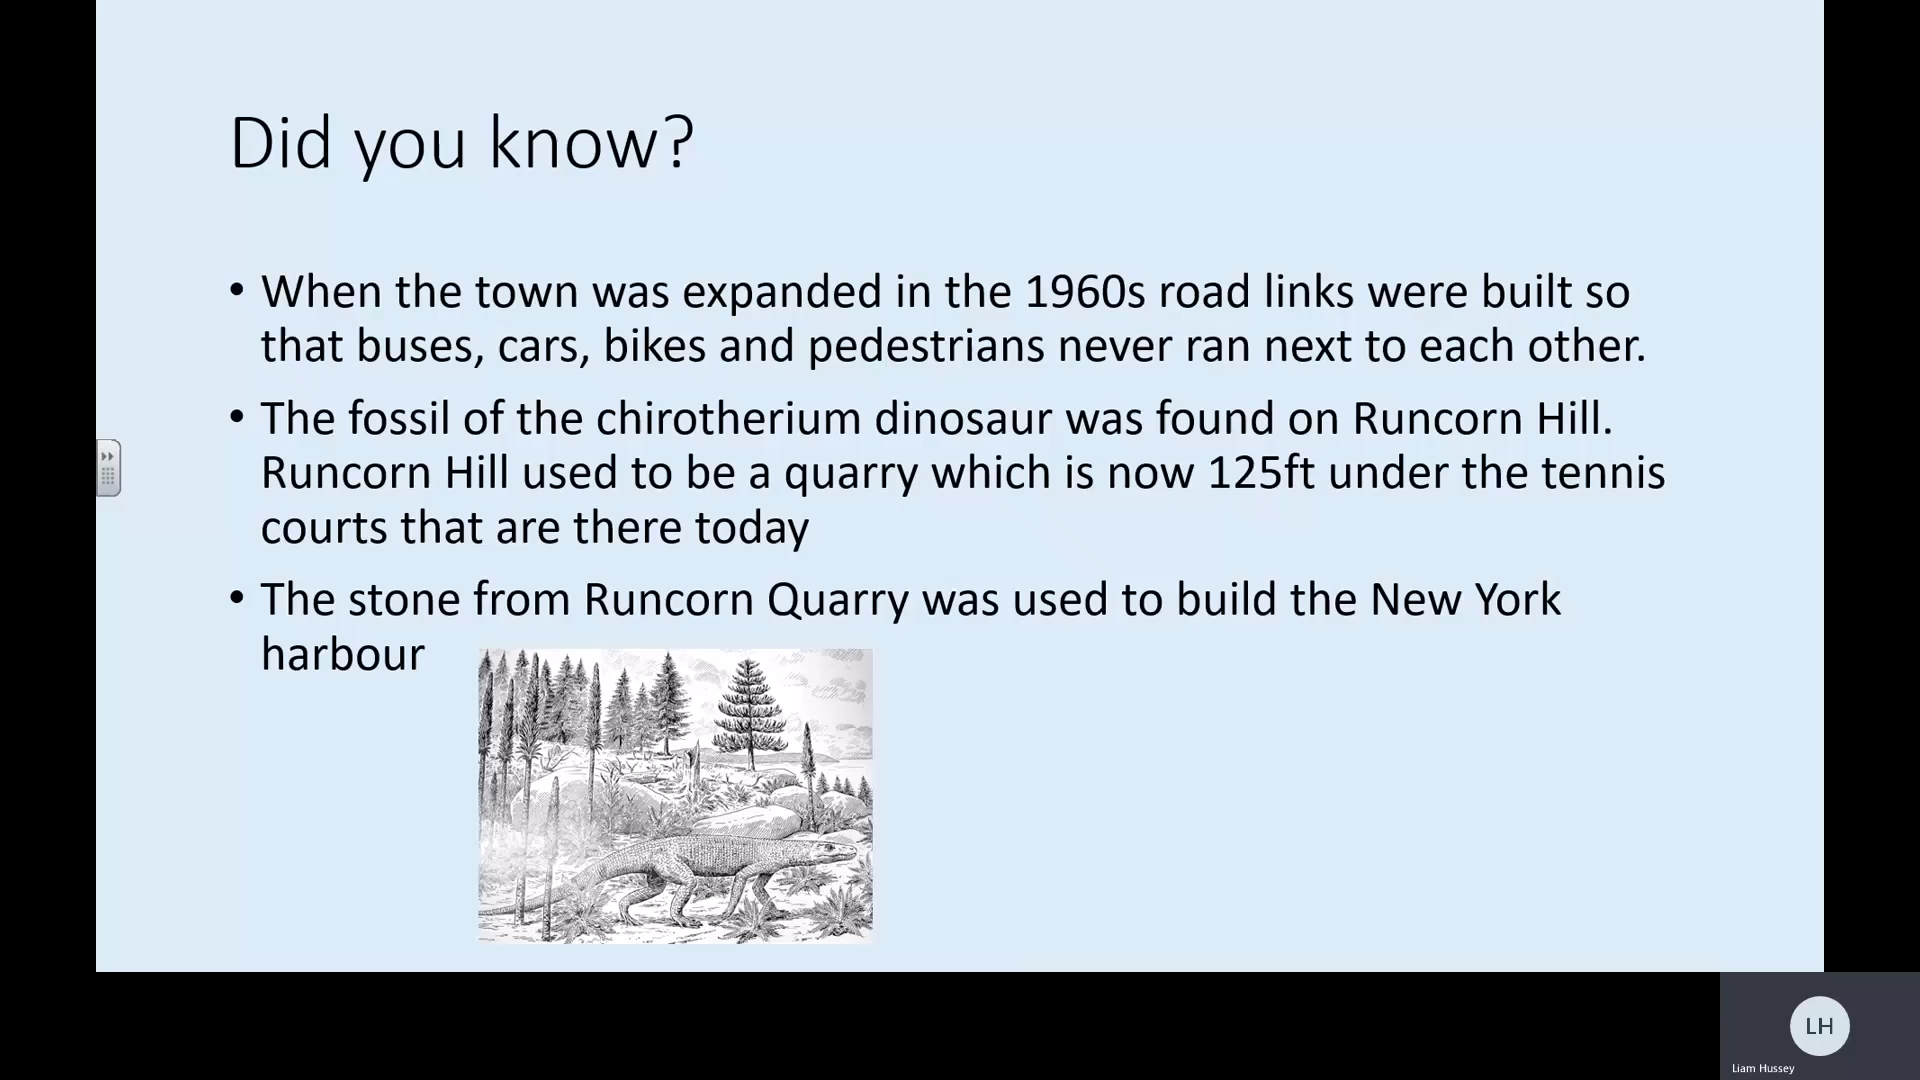 Did you know?
• When the town was expanded in the 1960s road links were built so
that buses, cars, bikes and pedestrians never ran next to each other.
• The fossil of the chirotherium dinosaur was found on Runcorn Hill.
Runcorn Hill used to be a quarry which is now 125ft under the tennis
courts that are there today
• The stone from Runcorn Quarry was used to build the New York
harbour
LH
Liam Hussey